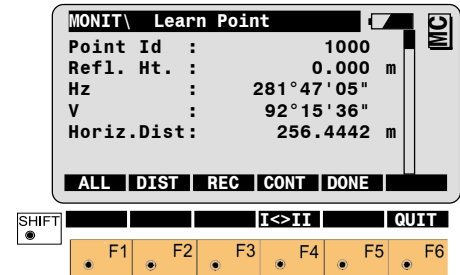 MONIT\ Learn Point MC
Point Id : 1000
Refl. Ht. : 0.000 m
Hz : 281°47'05"
V : 92°15'36"
Horiz.Dist: 256.4442 m
ALL DIST REC CONT DONE
SHIFT I<>II QUIT
F1 F2 F3 F4 F5 F6